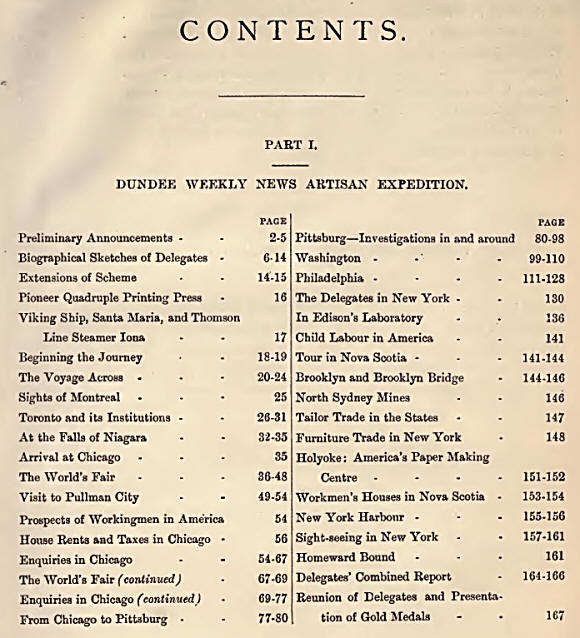 CONTENTS.
PART I.
DUNDEE WEEKLY NEWS ARTISAN EXPEDITION.
PAGE
Preliminary Announcements - - 2-5
Biographical Sketches of Delegates - 6-14
Extensions of Scheme - - 14-15
Pioneer Quadruple Printing Press - 16
Viking Ship, Santa Maria, and Thomson
Line Steamer Iona - - 17
Beginning the Journey - - 18-19
The Voyage Across - - - 20-24
Sights of Montreal - - - 25
Toronto and its Institutions - - 26-31
At the Falls of Niagara - - 32-35
Arrival at Chicago - - - 35
The World's Fair - - - 36-48
Visit to Pullman City - - 49-54
Prospects of Workingmen in America 54
House Rents and Taxes in Chicago - 56
Enquiries in Chicago - - 54-67
The World's Fair (continued) - 67-69
Enquiries in Chicago (continued) - 69-77
From Chicago to Pittsburg - - 77-80
PAGE
Pittsburg—Investigations in and around 80-98
Washington - - - - 99-110
Philadelphia - - - - 111-128
The Delegates in New York - - 130
In Edison's Laboratory - - 136
Child Labour in America - - 141
Tour in Nova Scotia - - - 141-144
Brooklyn and Brooklyn Bridge - 144-146
North Sydney Mines - - 146
Tailor Trade in the States - - 147
Furniture Trade in New York - 148
Holyoke: America's Paper Making
Centre - - - - 151-152
Workmen's Houses in Nova Scotia - 153-154
New York Harbour - - - 155-156
Sight-seeing in New York - - 157-161
Homeward Bound - - - 161
Delegates' Combined Report - 164-166
Reunion of Delegates and Presenta-
tion of Gold Medals - - 167